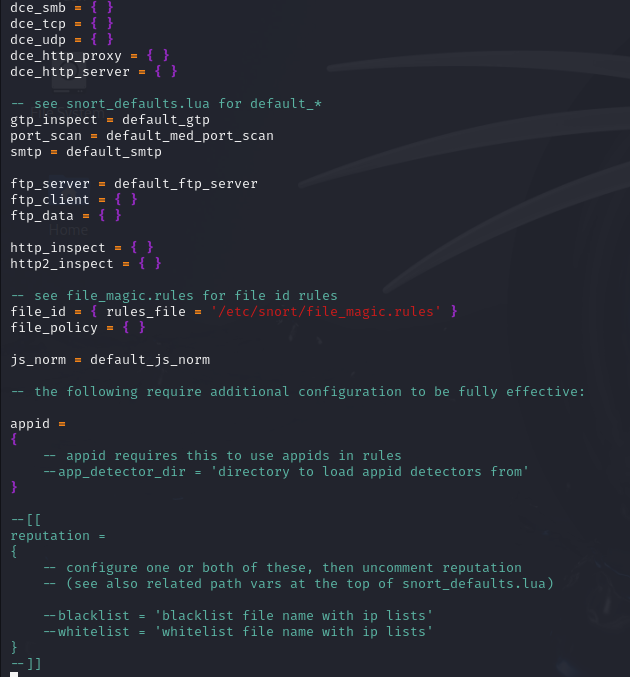 dce_smb = { }
dce_tcp = { }
dce_udp = { }
dce_http_proxy = { }
dce_http_server = { }
-- see snort_defaults.lua for default_*
gtp_inspect = default_gtp
port_scan = default_med_port_scan
smtp = default_smtp
ftp_server = default_ftp_server
ftp_client = { }
ftp_data = { }
Home
http_inspect = { }
http2_inspect = { }
-- see file_magic.rules for file id rules
file_id = { rules_file = '/etc/snort/file_magic.rules' }
file_policy = { }
js_norm = default_js_norm
-- the following require additional configuration to be fully effective:
appid =
{
    -- appid requires this to use appids in rules
    --app_detector_dir = 'directory to load appid detectors from'
}
--[[
reputation =
{
    -- configure one or both of these, then uncomment reputation
    -- (see also related path vars at the top of snort_defaults.lua)
    --blacklist = 'blacklist file name with ip lists'
    --whitelist = 'whitelist file name with ip lists'
}
--]]